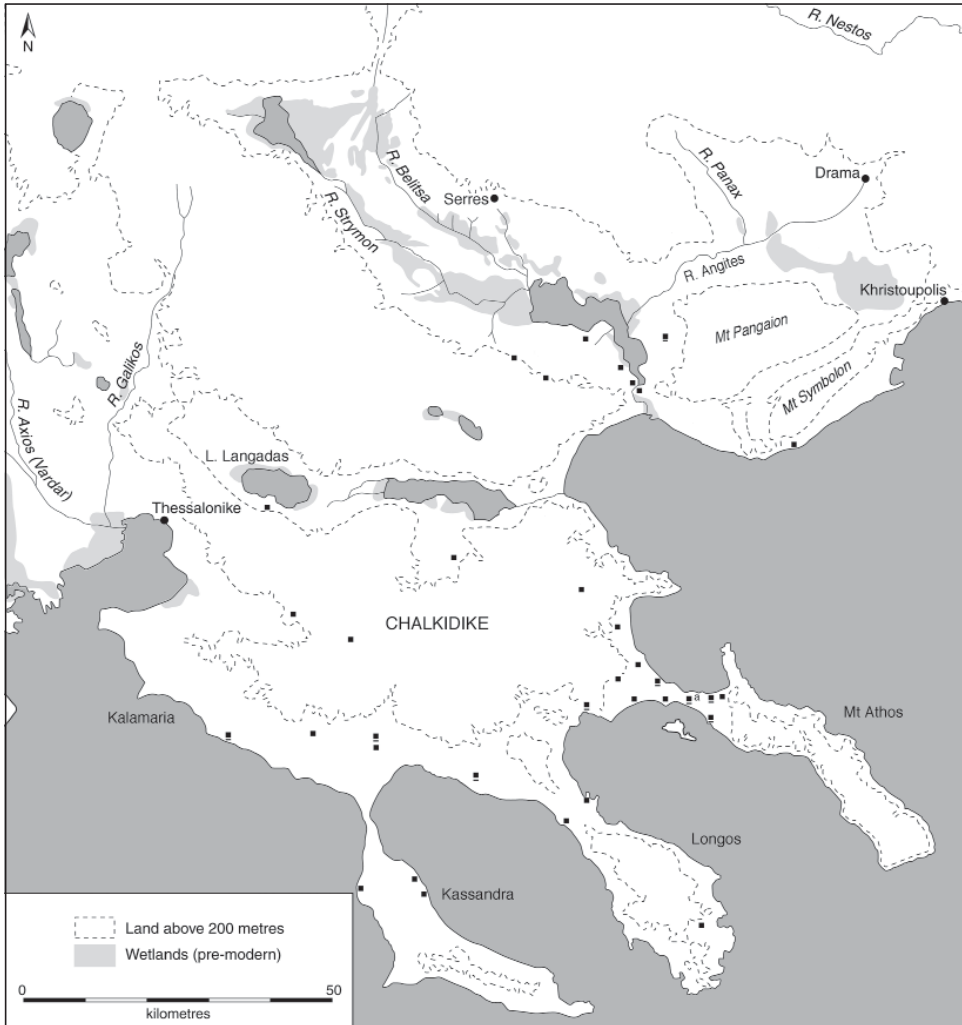 N
R. Nestos
R. Belitsa
R. Panax
Drama
Serres
R. Strymon
R. Angites
Khristoupolis
Mt Pangaion
R. Galikos
Mt Symbolon
R. Axios (Vardar)
L. Langadas
Thessalonike
CHALKIDIKE
a
Mt Athos
Kalamaria
Longos
Kassandra
Land above 200 metres
Wetlands (pre-modern)
0 50
kilometres